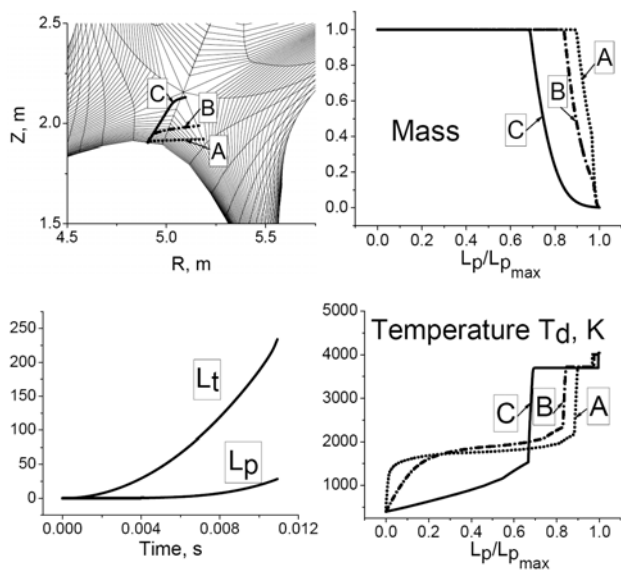 2.5
2.0
1.5
Z, m
4.5
5.0
5.5
R, m
C
B
A
1.0
0.8
0.6
0.4
0.2
0.0
Mass
A
B
C
0.0 0.2 0.4 0.6 0.8 1.0
Lp/Lpmax
250
200
150
100
50
0
Lt
Lp
0.000 0.004 0.008 0.012
Time, s
5000
4000
3000
2000
1000
0
Temperature Td, K
C
B
A
0.0 0.2 0.4 0.6 0.8 1.0
Lp/Lpmax